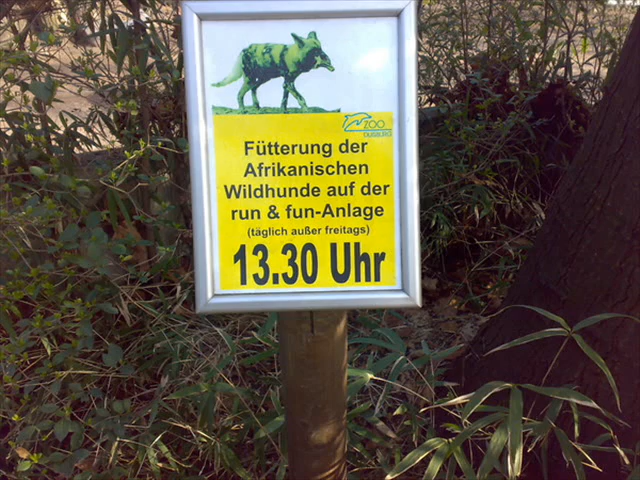 ZOO
DUISBURG
Fütterung der
Afrikanischen
Wildhunde auf der
run & fun-Anlage
(täglich außer freitags)
13.30 Uhr